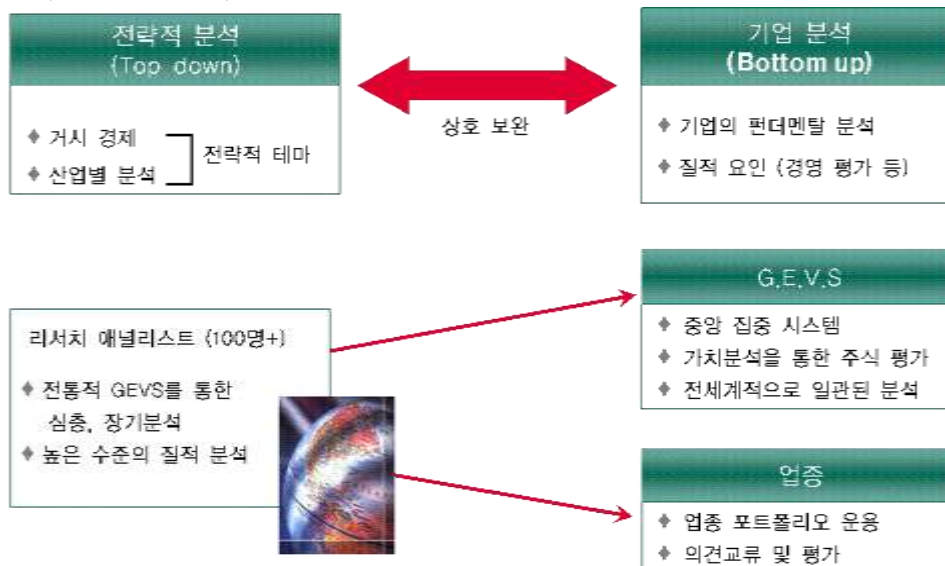 전략적 분석
(Top down)
◆ 거시 경제
◆ 산업별 분석
전략적 테마
상호 보완
기업 분석
(Bottom up)
◆ 기업의 펀더멘탈 분석
◆ 질적 요인 (경영 평가 등)
리서치 애널리스트 (100명+)
◆ 전통적 GEVS를 통한
심층, 장기분석
◆ 높은 수준의 질적 분석
G.E.V.S
◆ 중앙 집중 시스템
◆ 가치분석을 통한 주식 평가
◆ 전세계적으로 일관된 분석
업종
◆ 업종 포트폴리오 운용
◆ 의견교류 및 평가